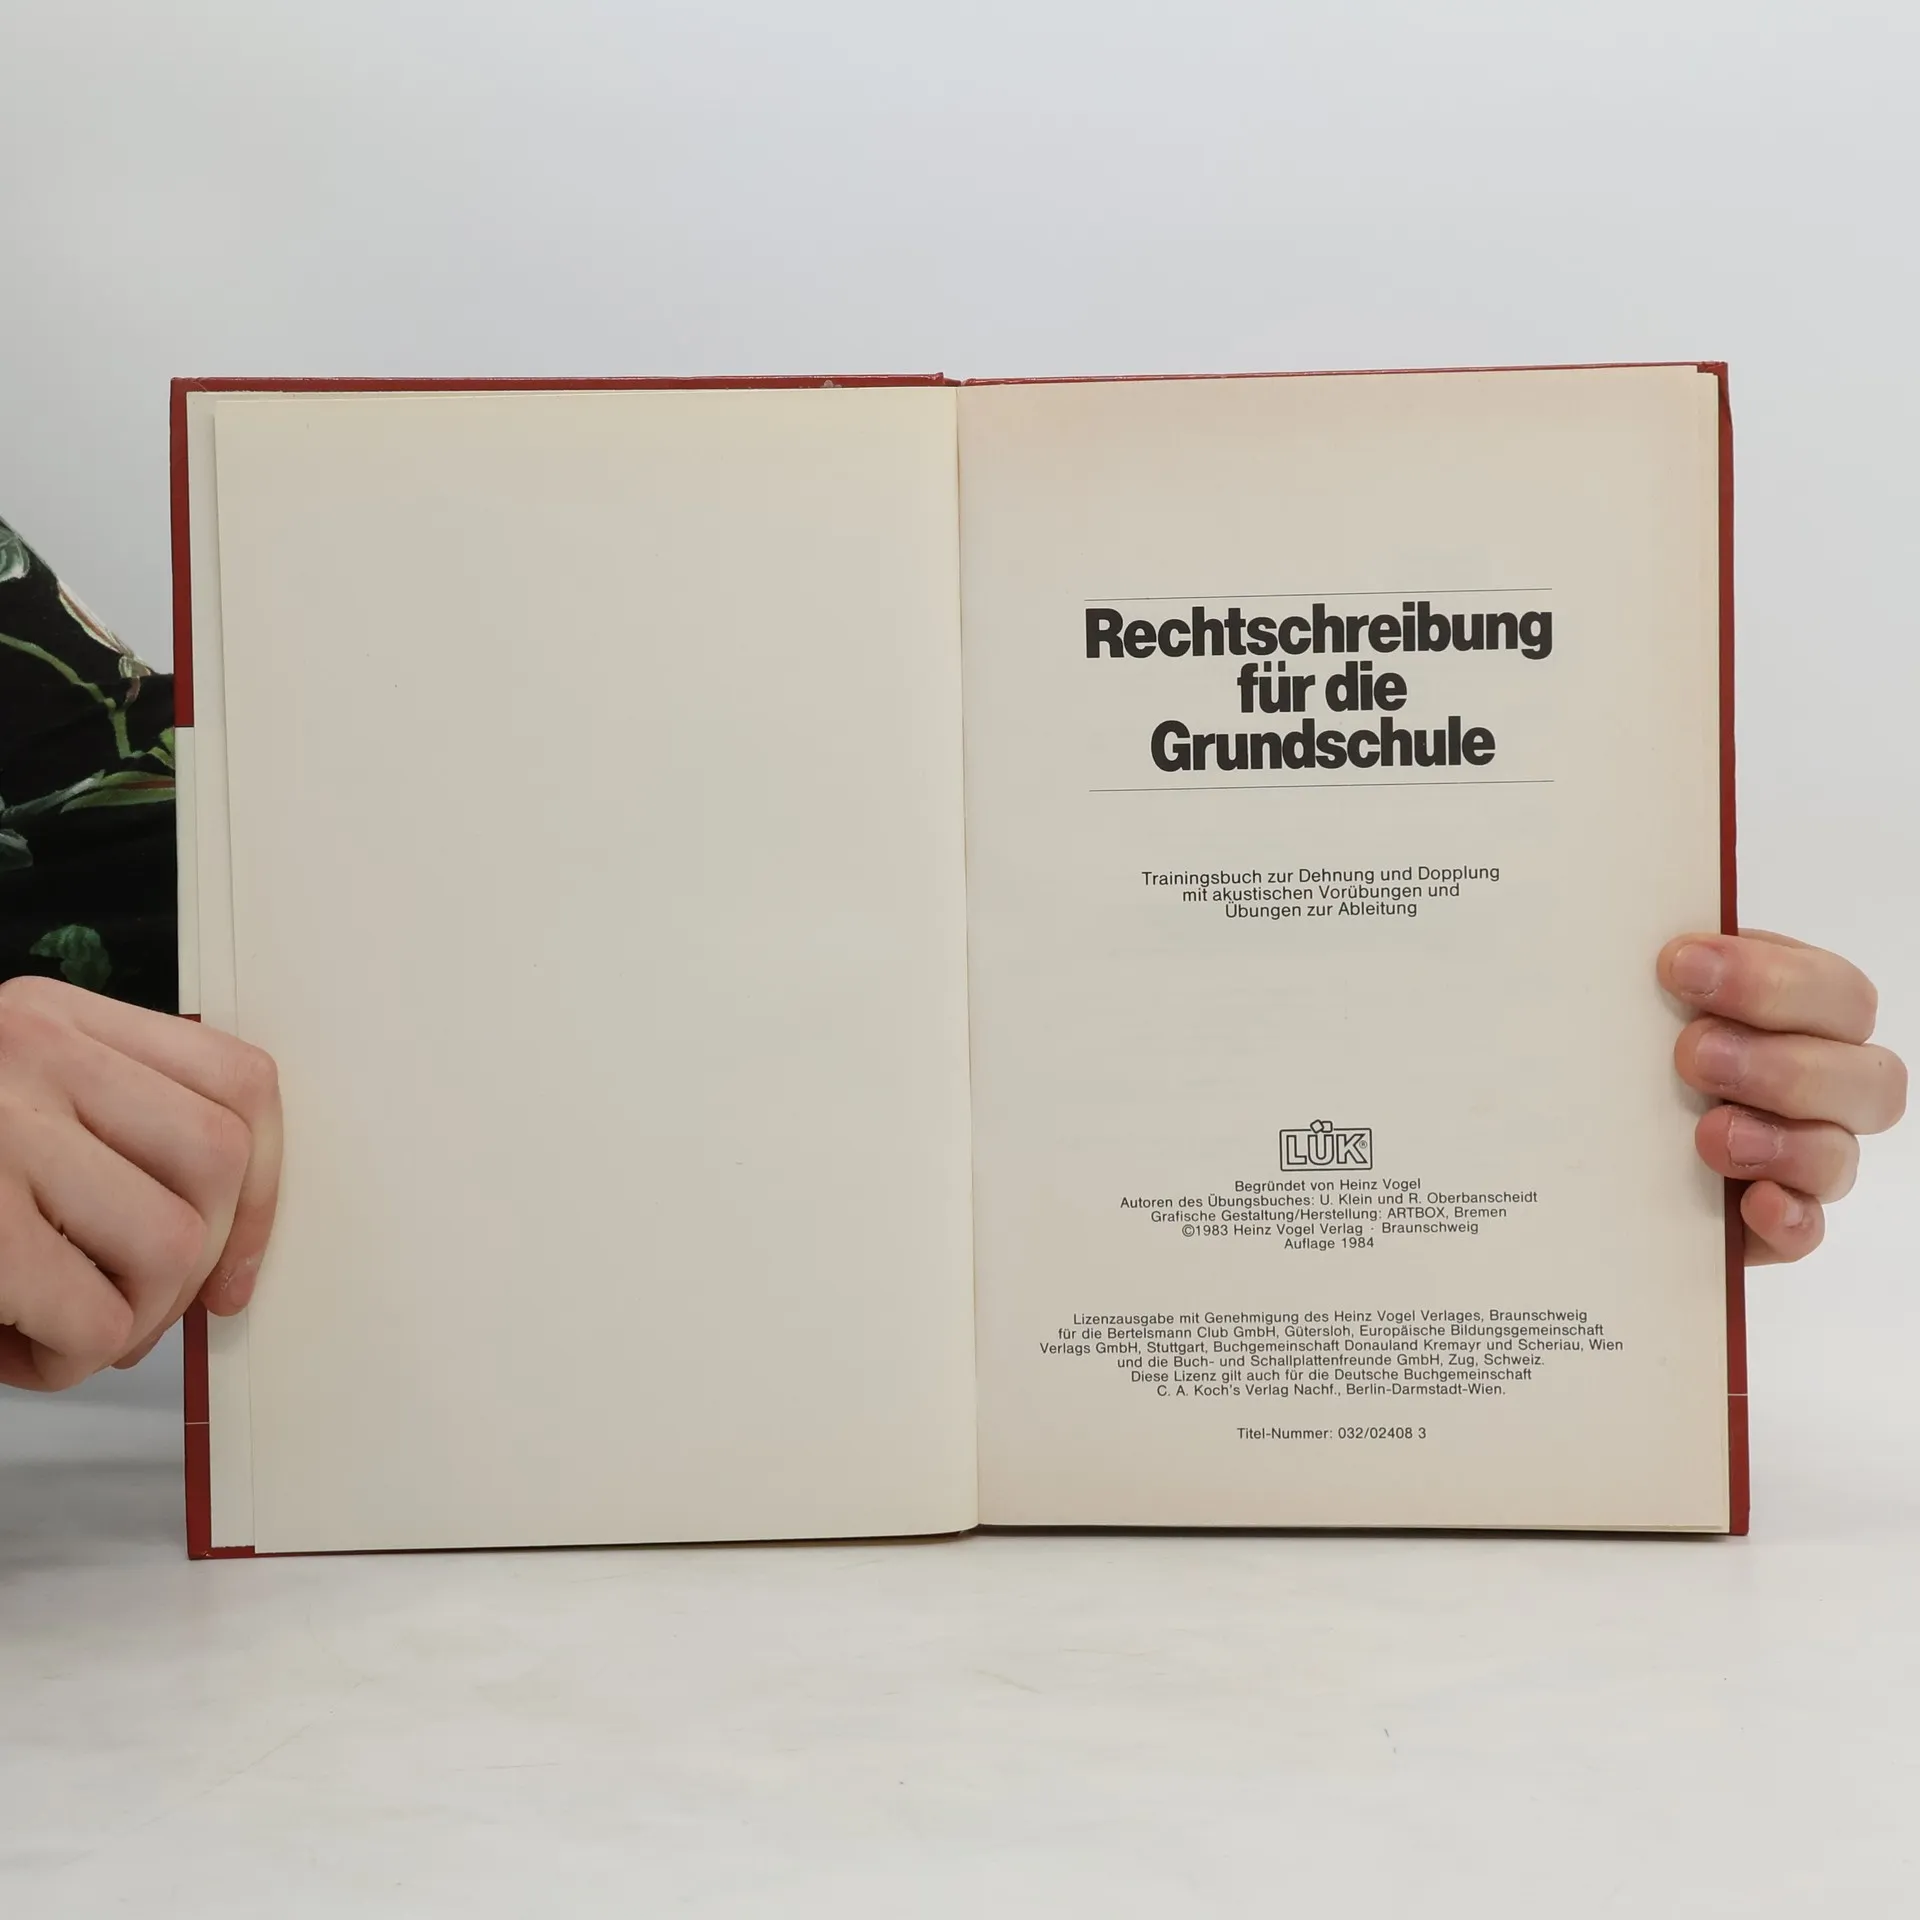 Rechtschreibung
für die
Grundschule
Trainingsbuch zur Dehnung und Dopplung
mit akustischen Vorübungen und
Übungen zur Ableitung
LÜK®
Begründet von Heinz Vogel
Autoren des Übungsbuches: U. Klein und R. Oberbanscheidt
Grafische Gestaltung/Herstellung: ARTBOX, Bremen
©1983 Heinz Vogel Verlag · Braunschweig
Auflage 1984
Lizenzausgabe mit Genehmigung des Heinz Vogel Verlages, Braunschweig
für die Bertelsmann Club GmbH, Gütersloh, Europäische Bildungsgemeinschaft
Verlags GmbH, Stuttgart, Buchgemeinschaft Donauland Kremayr und Scheriau, Wien
und die Buch- und Schallplattenfreunde GmbH, Zug, Schweiz.
Diese Lizenz gilt auch für die Deutsche Buchgemeinschaft
C. A. Koch's Verlag Nachf., Berlin-Darmstadt-Wien.
Titel-Nummer: 032/02408 3